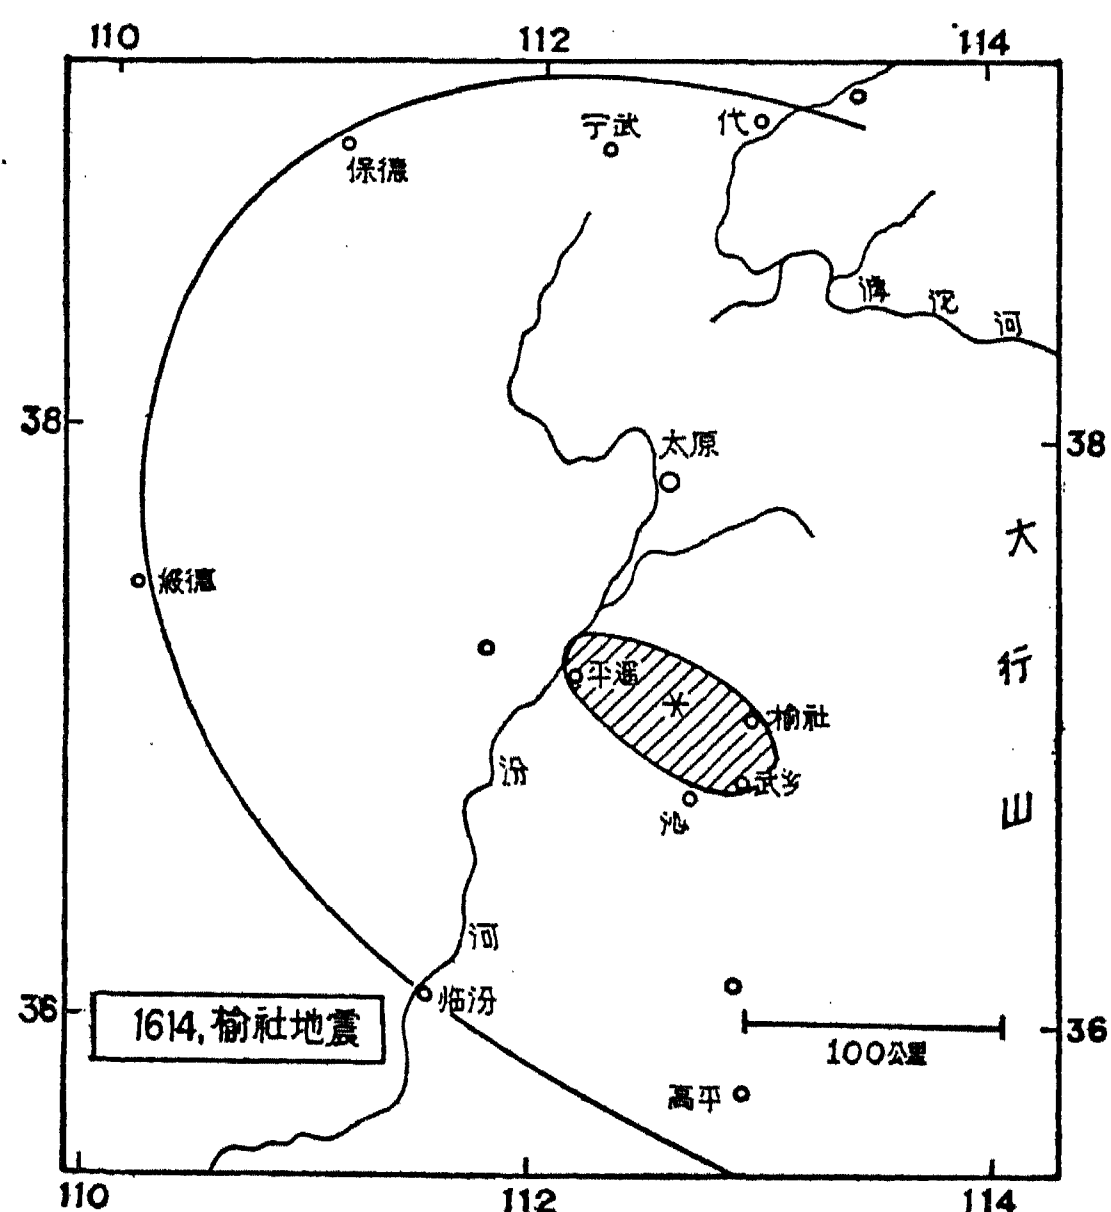 110
112
114
宁武
代
保德
滹
沱
河
38
太原
38
大
绥德
行
平遥
榆社
汾
武乡
山
沁
河
临汾
36
1614,榆社地震
36
100公里
高平
110
112
114